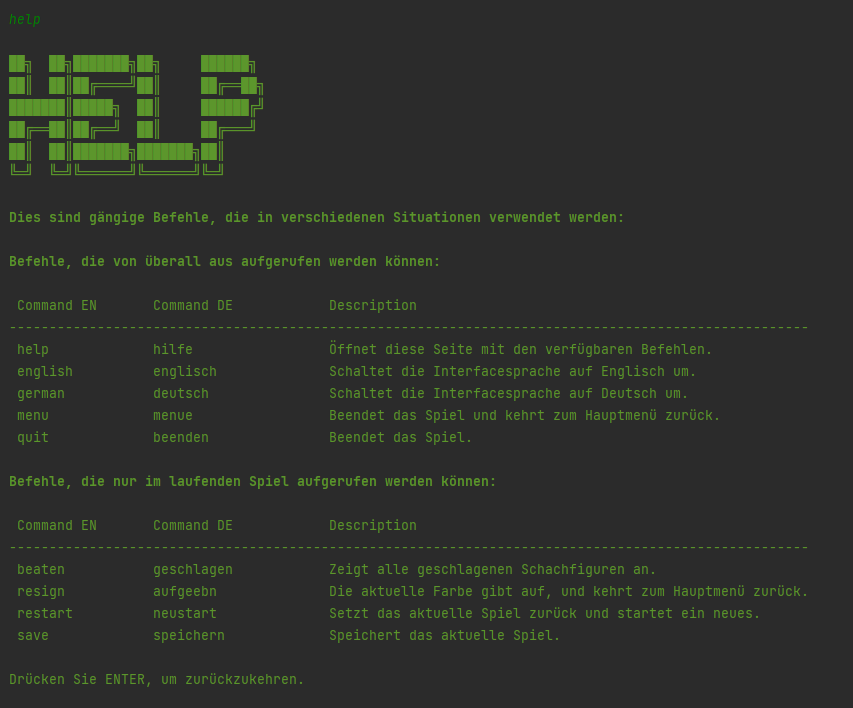 help
HELP
Dies sind gängige Befehle, die in verschiedenen Situationen verwendet werden:
Befehle, die von überall aus aufgerufen werden können:
Command EN Command DE Description
----------------------------------------------------------------------------------------------------
help hilfe Öffnet diese Seite mit den verfügbaren Befehlen.
english englisch Schaltet die Interfacesprache auf Englisch um.
german deutsch Schaltet die Interfacesprache auf Deutsch um.
menu menue Beendet das Spiel und kehrt zum Hauptmenü zurück.
quit beenden Beendet das Spiel.
Befehle, die nur im laufenden Spiel aufgerufen werden können:
Command EN Command DE Description
----------------------------------------------------------------------------------------------------
beaten geschlagen Zeigt alle geschlagenen Schachfiguren an.
resign aufgeebn Die aktuelle Farbe gibt auf, und kehrt zum Hauptmenü zurück.
restart neustart Setzt das aktuelle Spiel zurück und startet ein neues.
save speichern Speichert das aktuelle Spiel.
Drücken Sie ENTER, um zurückzukehren.